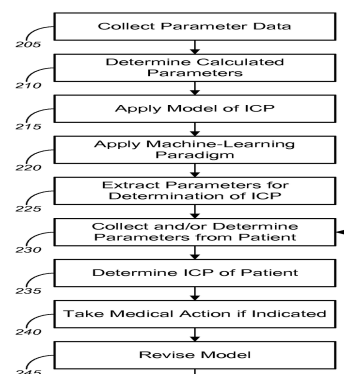 Collect Parameter Data
205
Determine Calculated
Parameters
210
Apply Model of ICP
215
Apply Machine-Learning
Paradigm
220
Extract Parameters for
Determination of ICP
225
Collect and/or Determine
Parameters from Patient
230
Determine ICP of Patient
235
Take Medical Action if Indicated
240
Revise Model
245